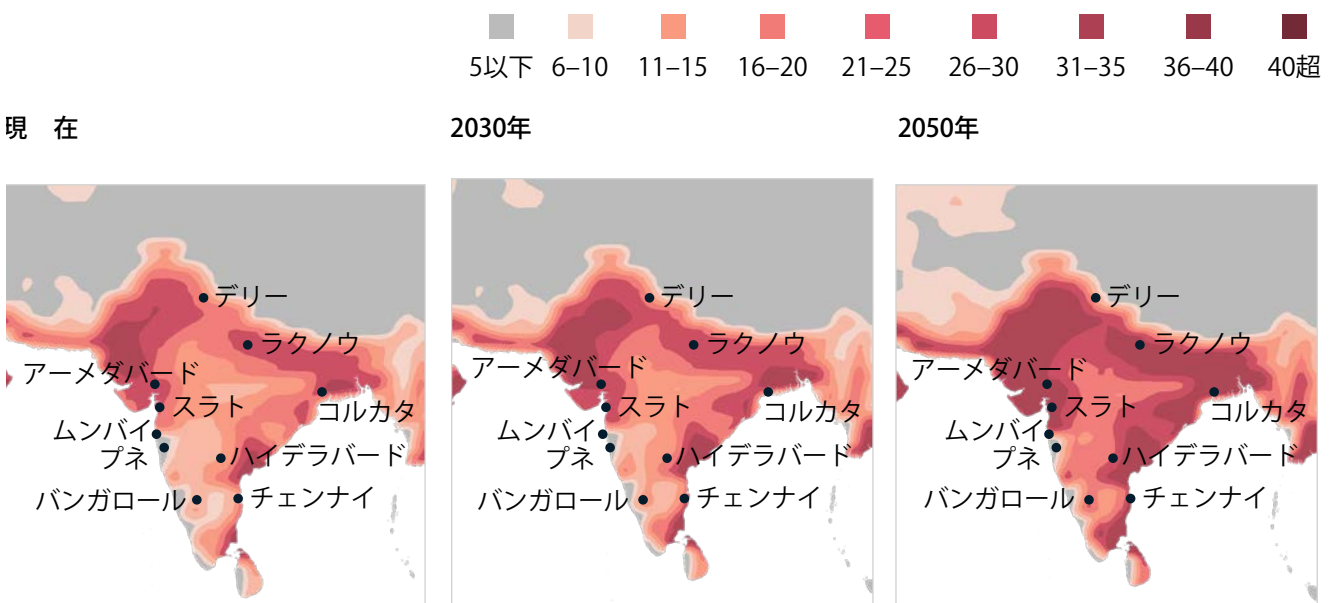 5以下 6–10 11–15 16–20 21–25 26–30 31–35 36–40 40超
現 在 2030年 2050年
デリー
ラクノウ
アーメダバード
スラト
コルカタ
ムンバイ
プネ
ハイデラバード
バンガロール
チェンナイ
デリー
ラクノウ
アーメダバード
スラト
コルカタ
ムンバイ
プネ
ハイデラバード
バンガロール
チェンナイ
デリー
ラクノウ
アーメダバード
スラト
コルカタ
ムンバイ
プネ
ハイデラバード
バンガロール
チェンナイ